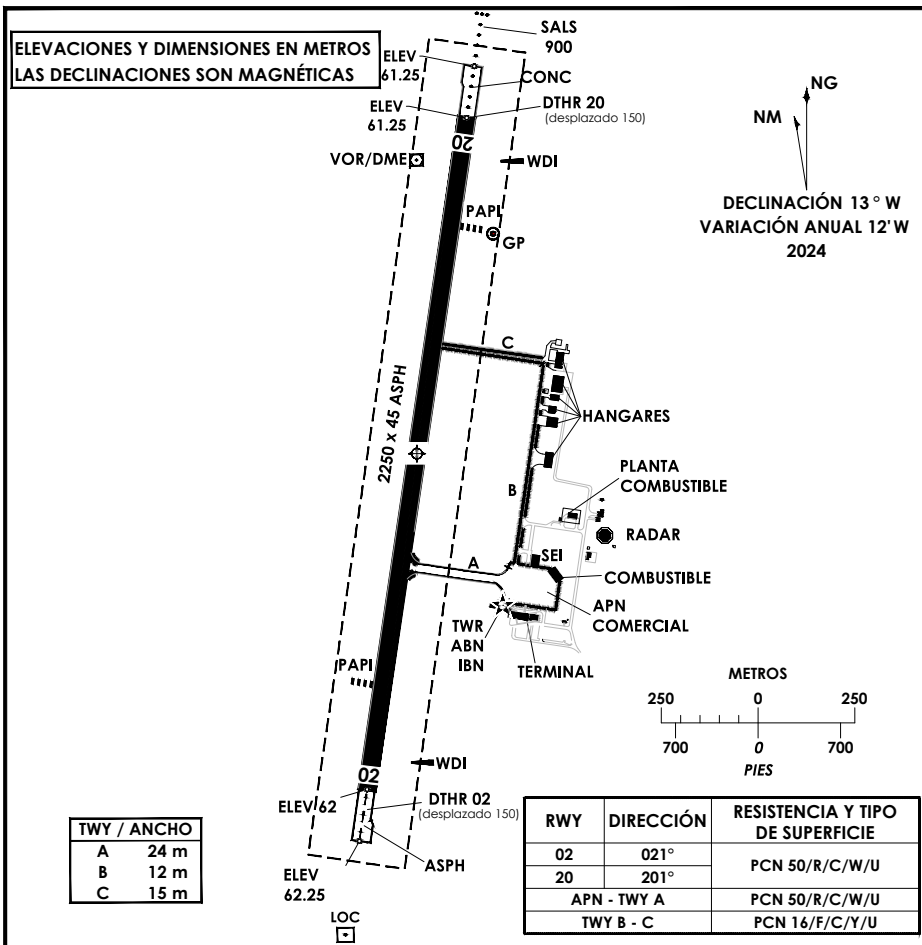 ELEVACIONES Y DIMENSIONES EN METROS
LAS DECLINACIONES SON MAGNÉTICAS
SALS
900
ELEV
61.25
CONC
ELEV
61.25
DTHR 20
(desplazado 150)
20
VOR/DME
WDI
PAPI
GP
NG
NM
DECLINACIÓN 13° W
VARIACIÓN ANUAL 12' W
2024
C
2250 x 45 ASPH
HANGARES
PLANTA
COMBUSTIBLE
B
RADAR
SEI
A
COMBUSTIBLE
APN
COMERCIAL
TWR
ABN
IBN
TERMINAL
PAPI
METROS
250 0 250
700 0 700
PIES
02
WDI
ELEV 62
DTHR 02
(desplazado 150)
ASPH
ELEV
62.25
LOC
TWY / ANCHO
A 24 m
B 12 m
C 15 m
RWY DIRECCIÓN RESISTENCIA Y TIPO
DE SUPERFICIE
02 021°
PCN 50/R/C/W/U
20 201°
APN - TWY A PCN 50/R/C/W/U
TWY B - C PCN 16/F/C/Y/U